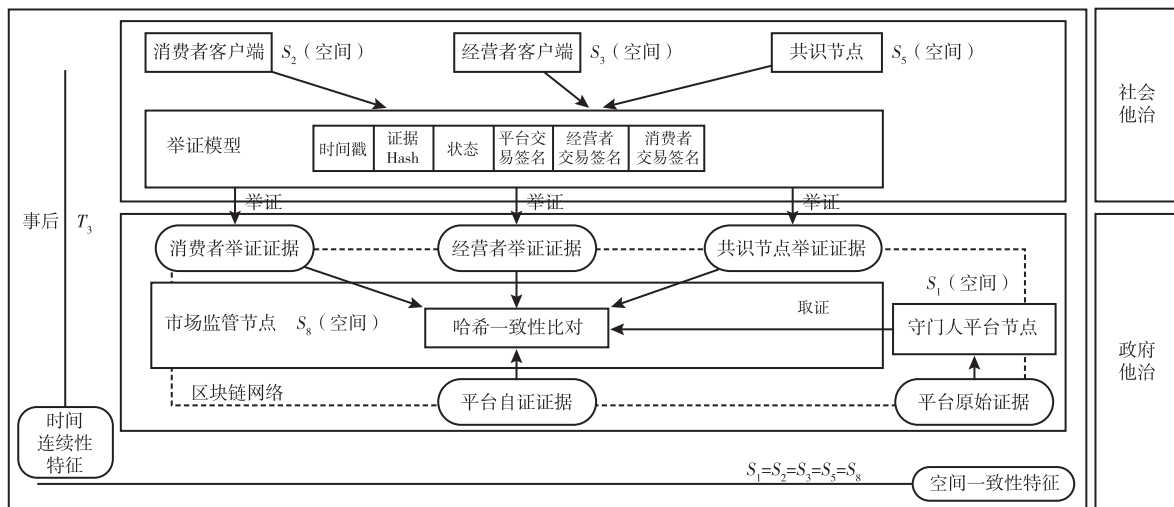 消费者客户端 S2（空间）
经营者客户端 S3（空间）
共识节点 S5（空间）
社会
他治
举证模型
时间戳
证据
Hash
状态
平台交
易签名
经营者
交易签名
消费者
交易签名
举证
举证
举证
事后 T3
消费者举证证据
经营者举证证据
共识节点举证证据
S1（空间）
市场监管节点 S8（空间）
哈希一致性比对
取证
守门人平台节点
政府
他治
区块链网络
平台自证证据
平台原始证据
时间
连续性
特征
S1=S2=S3=S5=S8
空间一致性特征